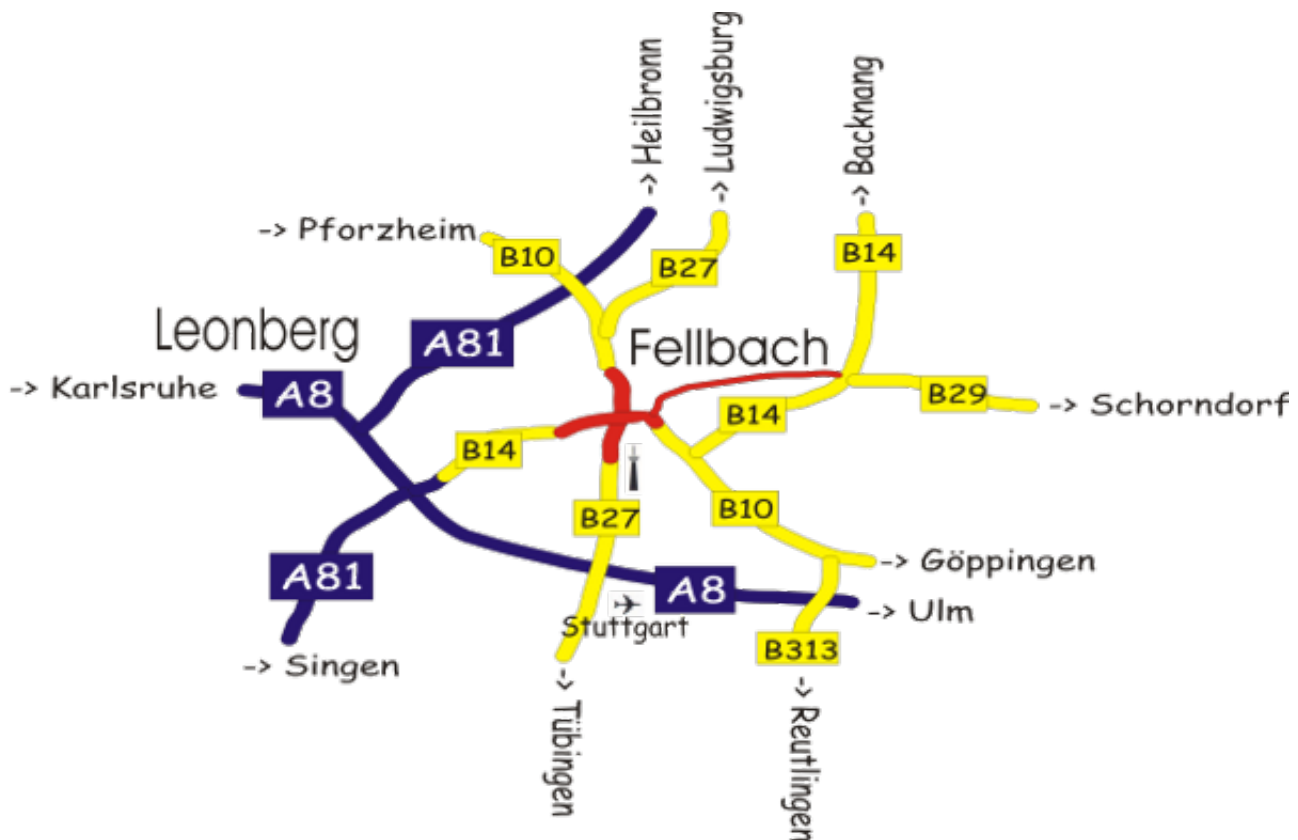 -> Heilbronn
-> Ludwigsburg
-> Backnang
-> Pforzheim
B10
B27
B14
Leonberg
A81
Fellbach
-> Karlsruhe
A8
B29
-> Schorndorf
B14
B14
B10
B27
A81
A8
-> Göppingen
-> Ulm
Stuttgart
B313
-> Singen
-> Tübingen
-> Reutlingen